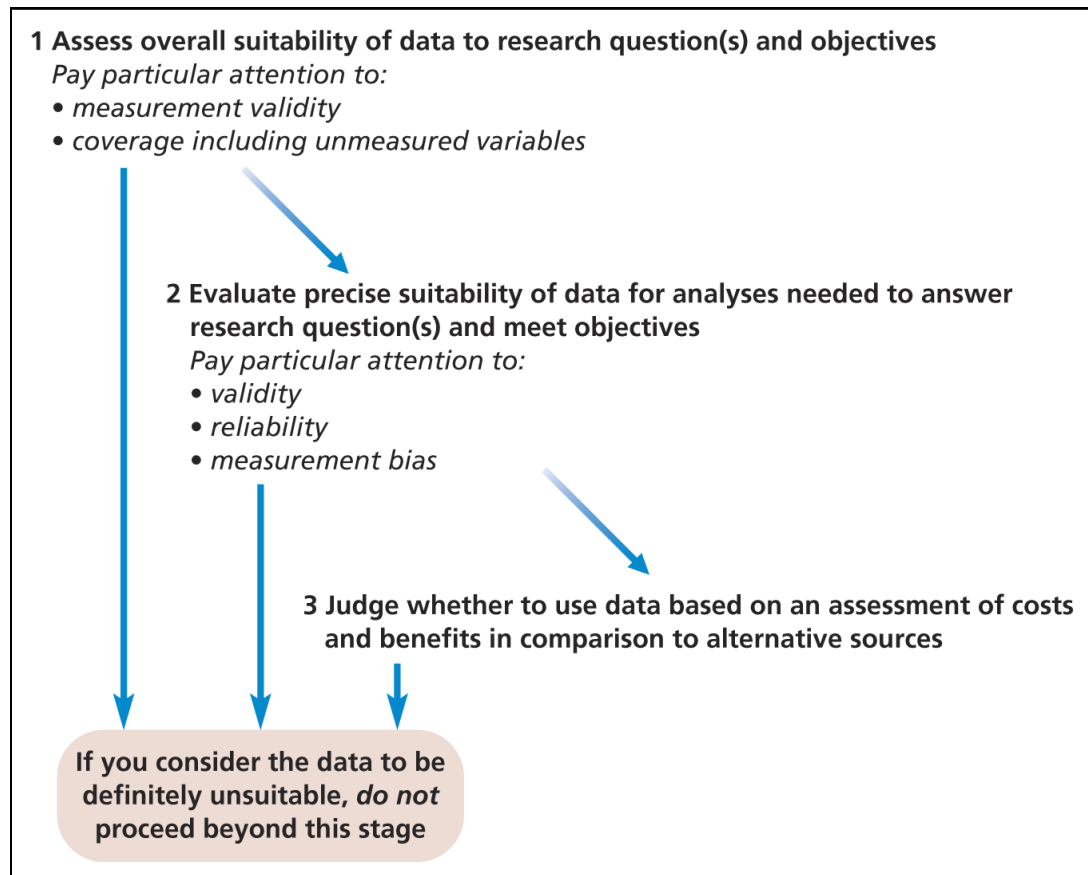 1 Assess overall suitability of data to research question(s) and objectives
Pay particular attention to:
• measurement validity
• coverage including unmeasured variables
2 Evaluate precise suitability of data for analyses needed to answer
research question(s) and meet objectives
Pay particular attention to:
• validity
• reliability
• measurement bias
3 Judge whether to use data based on an assessment of costs
and benefits in comparison to alternative sources
If you consider the data to be
definitely unsuitable, do not
proceed beyond this stage